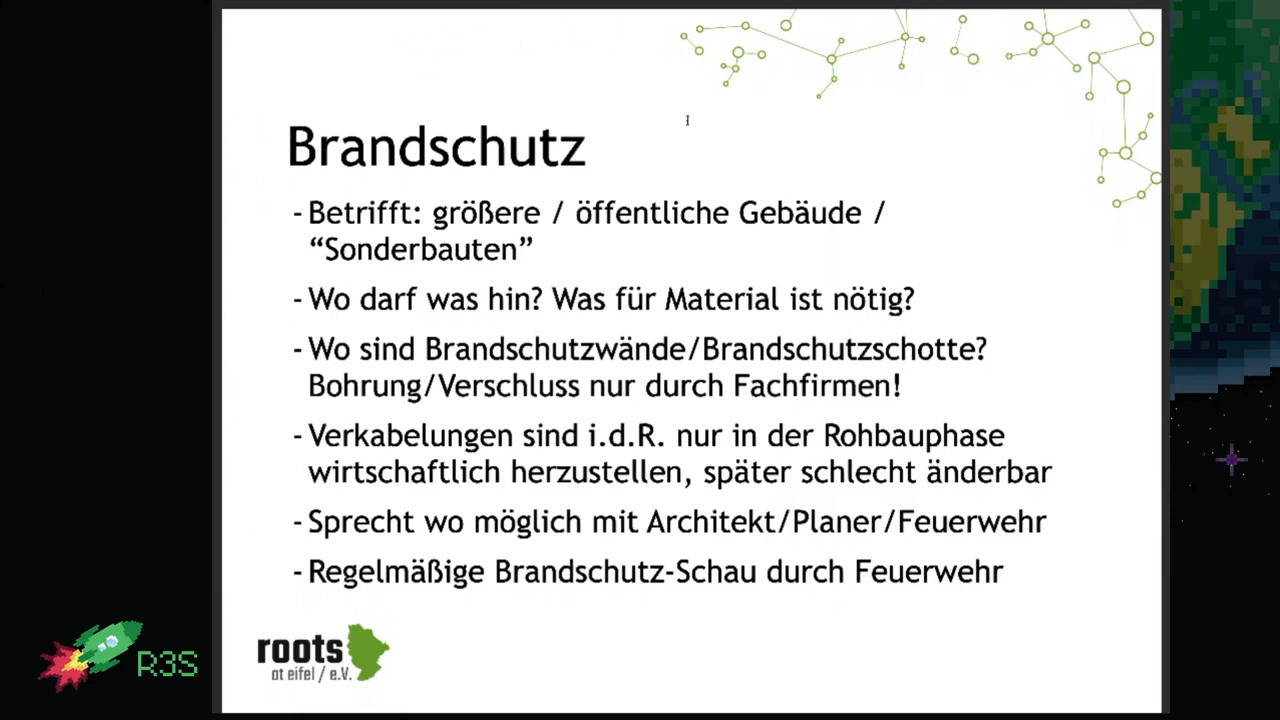 Brandschutz
- Betrifft: größere / öffentliche Gebäude /
“Sonderbauten”
- Wo darf was hin? Was für Material ist nötig?
- Wo sind Brandschutzwände/Brandschutzschotte?
Bohrung/Verschluss nur durch Fachfirmen!
- Verkabelungen sind i.d.R. nur in der Rohbauphase
wirtschaftlich herzustellen, später schlecht änderbar
- Sprecht wo möglich mit Architekt/Planer/Feuerwehr
- Regelmäßige Brandschutz-Schau durch Feuerwehr
roots
at eifel / e.V.
R3S